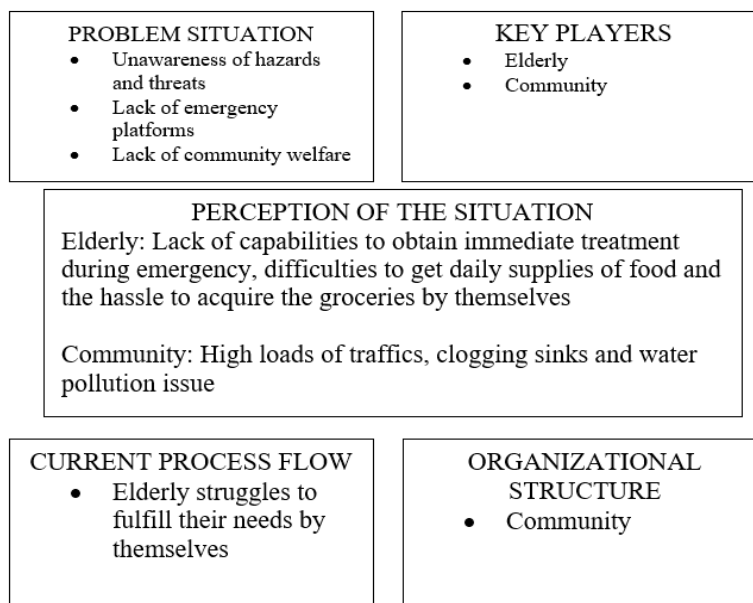 PROBLEM SITUATION
• Unawareness of hazards
and threats
• Lack of emergency
platforms
• Lack of community welfare
KEY PLAYERS
• Elderly
• Community
PERCEPTION OF THE SITUATION
Elderly: Lack of capabilities to obtain immediate treatment
during emergency, difficulties to get daily supplies of food and
the hassle to acquire the groceries by themselves
Community: High loads of traffics, clogging sinks and water
pollution issue
CURRENT PROCESS FLOW
• Elderly struggles to
fulfill their needs by
themselves
ORGANIZATIONAL
STRUCTURE
• Community